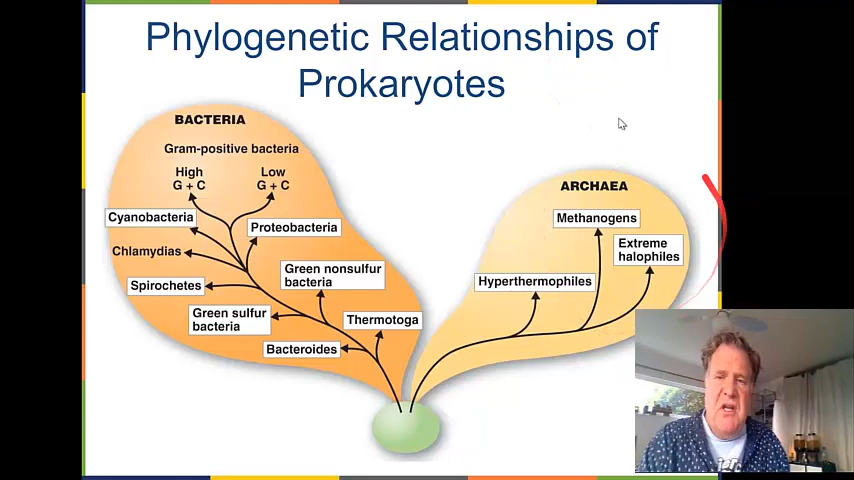 Phylogenetic Relationships of
Prokaryotes
BACTERIA
Gram-positive bacteria
High
G + C
Low
G + C
Cyanobacteria
Proteobacteria
Chlamydias
Green nonsulfur
bacteria
Spirochetes
Green sulfur
bacteria
Thermotoga
Bacteroides
ARCHAEA
Methanogens
Extreme
halophiles
Hyperthermophiles